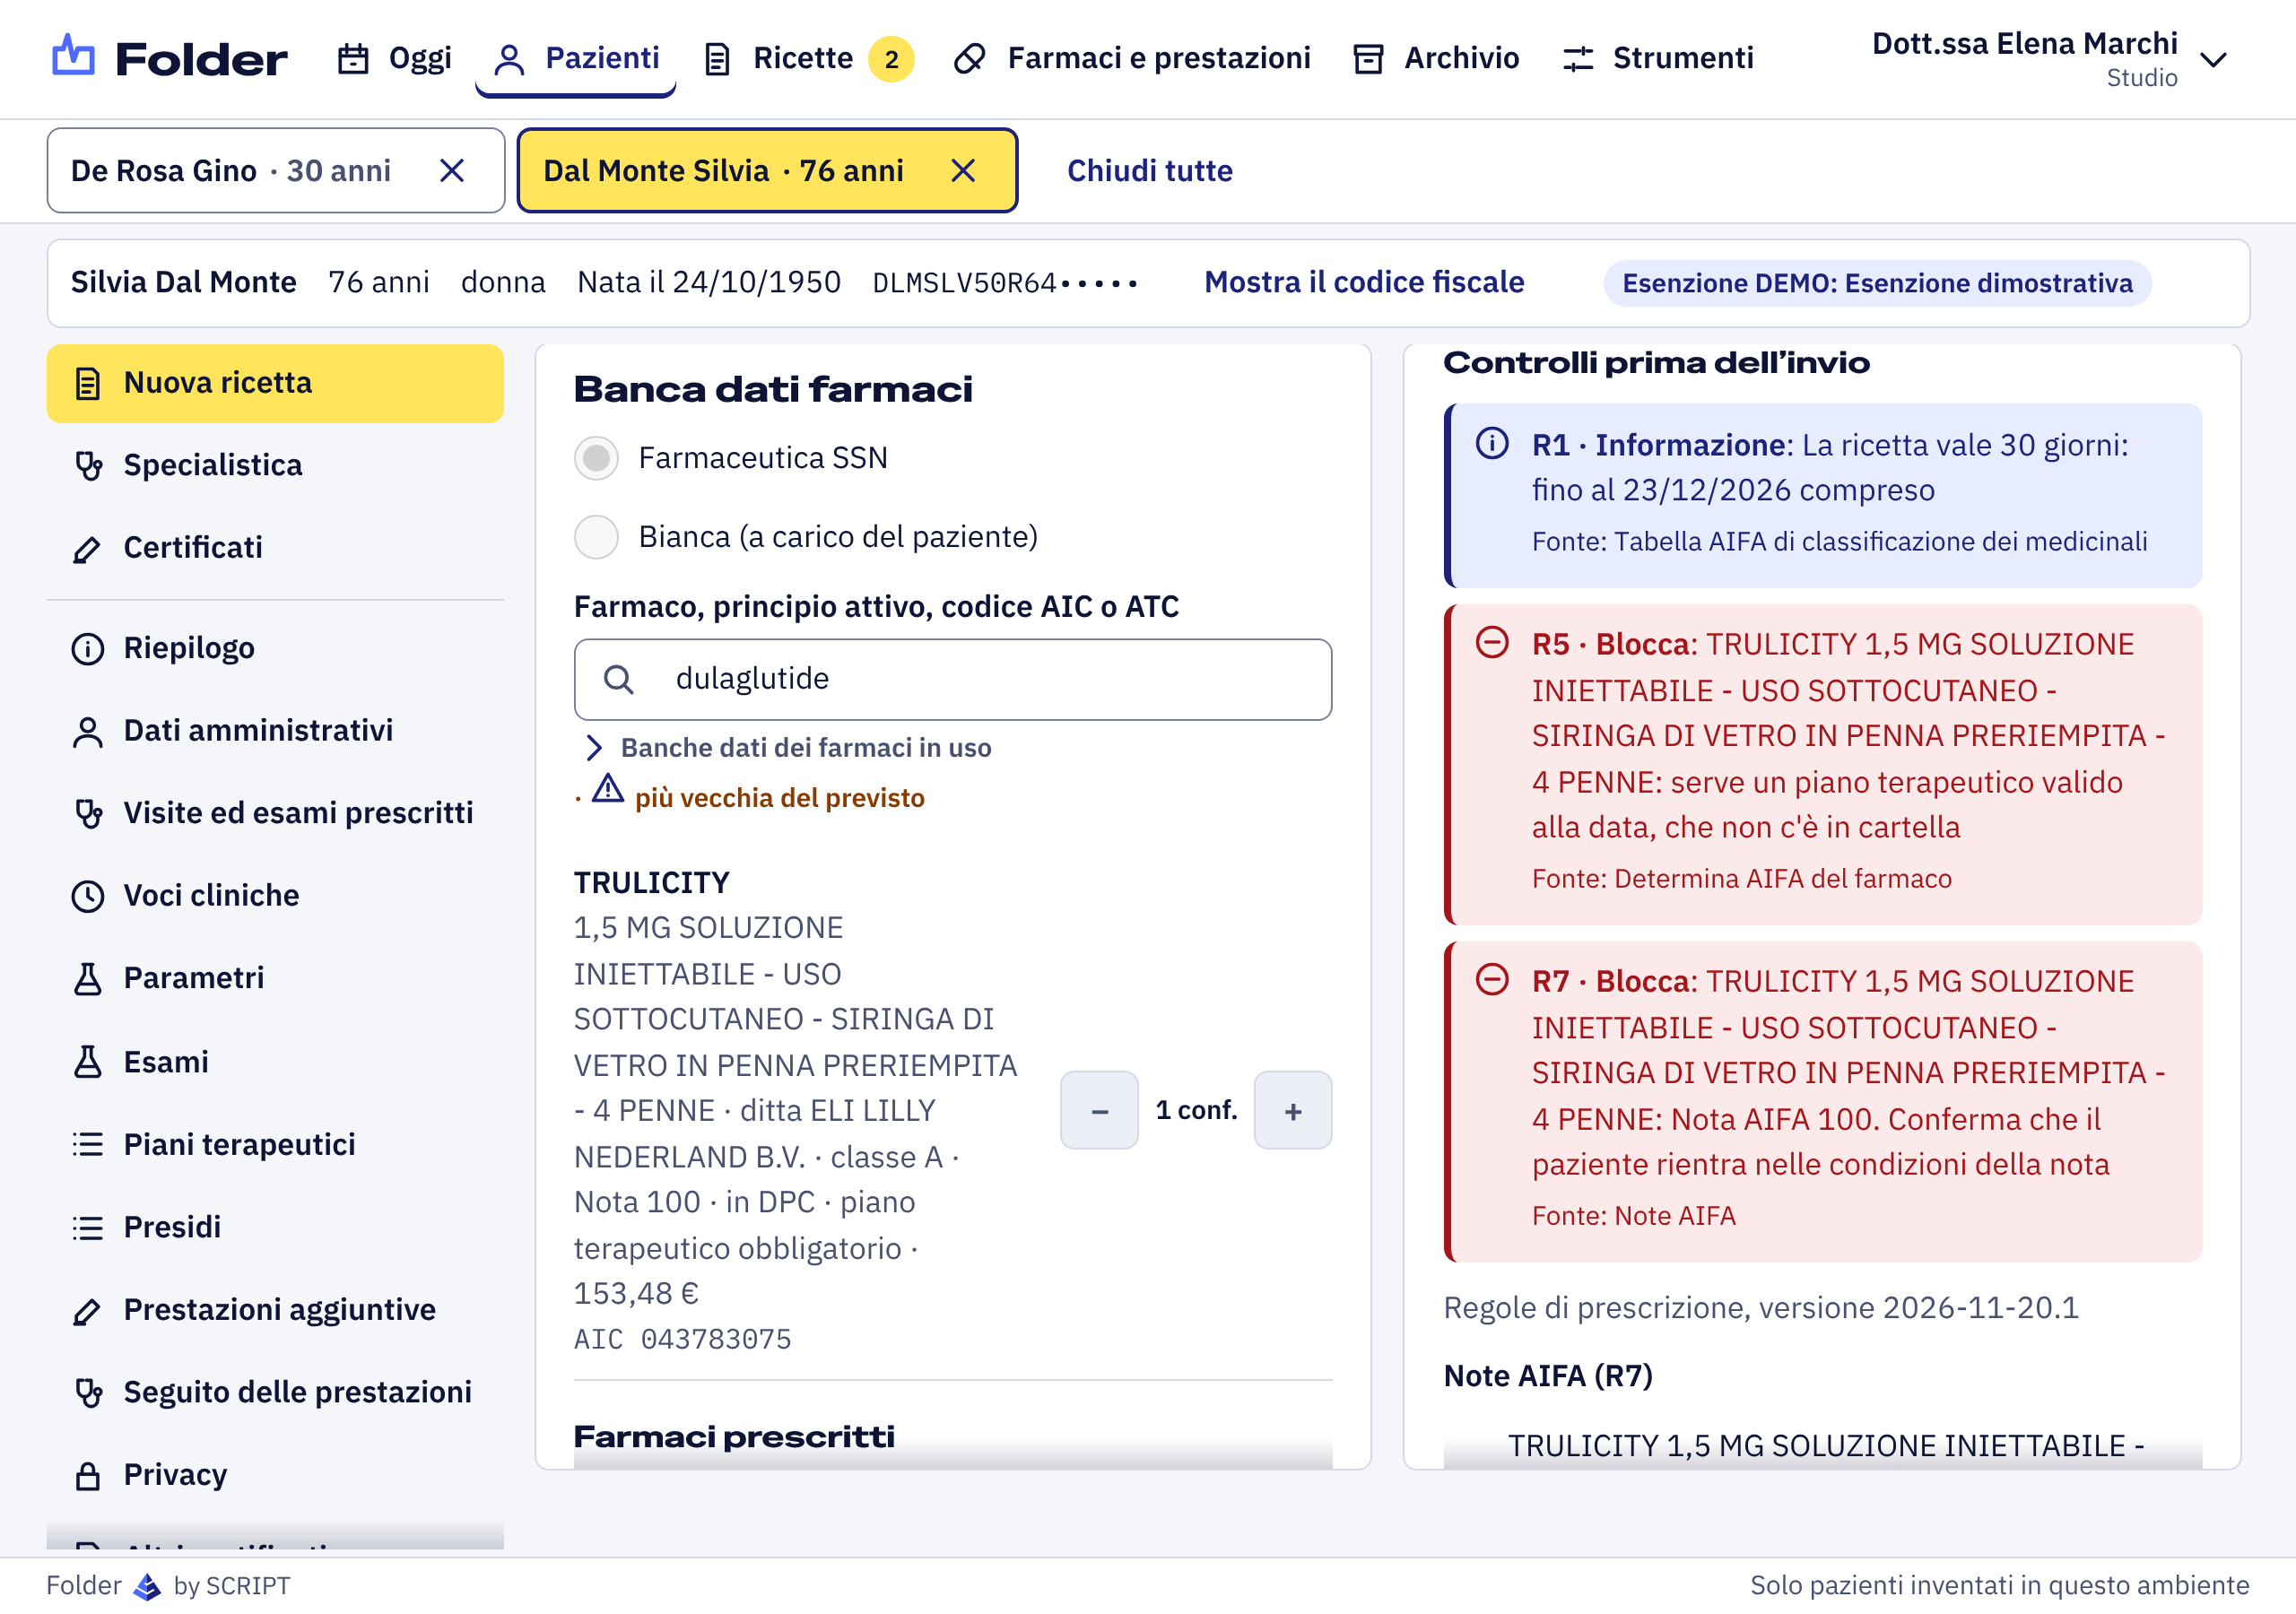 Folder
Oggi
Pazienti
Ricette 2
Farmaci e prestazioni
Archivio
Strumenti
Dott.ssa Elena Marchi
Studio
De Rosa Gino · 30 anni
Dal Monte Silvia · 76 anni
Chiudi tutte
Silvia Dal Monte 76 anni donna Nata il 24/10/1950 DLMSLV50R64••••• Mostra il codice fiscale Esenzione DEMO: Esenzione dimostrativa
Nuova ricetta
Specialistica
Certificati
Riepilogo
Dati amministrativi
Visite ed esami prescritti
Voci cliniche
Parametri
Esami
Piani terapeutici
Presidi
Prestazioni aggiuntive
Seguito delle prestazioni
Privacy
Banca dati farmaci
Farmaceutica SSN
Bianca (a carico del paziente)
Farmaco, principio attivo, codice AIC o ATC
dulaglutide
Banche dati dei farmaci in uso
· più vecchia del previsto
TRULICITY
1,5 MG SOLUZIONE
INIETTABILE - USO
SOTTOCUTANEO - SIRINGA DI
VETRO IN PENNA PRERIEMPITA
- 4 PENNE · ditta ELI LILLY
NEDERLAND B.V. · classe A ·
Nota 100 · in DPC · piano
terapeutico obbligatorio ·
153,48 €
AIC 043783075
– 1 conf. +
Farmaci prescritti
Controlli prima dell’invio
R1 · Informazione: La ricetta vale 30 giorni:
fino al 23/12/2026 compreso
Fonte: Tabella AIFA di classificazione dei medicinali
R5 · Blocca: TRULICITY 1,5 MG SOLUZIONE
INIETTABILE - USO SOTTOCUTANEO -
SIRINGA DI VETRO IN PENNA PRERIEMPITA -
4 PENNE: serve un piano terapeutico valido
alla data, che non c'è in cartella
Fonte: Determina AIFA del farmaco
R7 · Blocca: TRULICITY 1,5 MG SOLUZIONE
INIETTABILE - USO SOTTOCUTANEO -
SIRINGA DI VETRO IN PENNA PRERIEMPITA -
4 PENNE: Nota AIFA 100. Conferma che il
paziente rientra nelle condizioni della nota
Fonte: Note AIFA
Regole di prescrizione, versione 2026-11-20.1
Note AIFA (R7)
TRULICITY 1,5 MG SOLUZIONE INIETTABILE -
Folder by SCRIPT
Solo pazienti inventati in questo ambiente